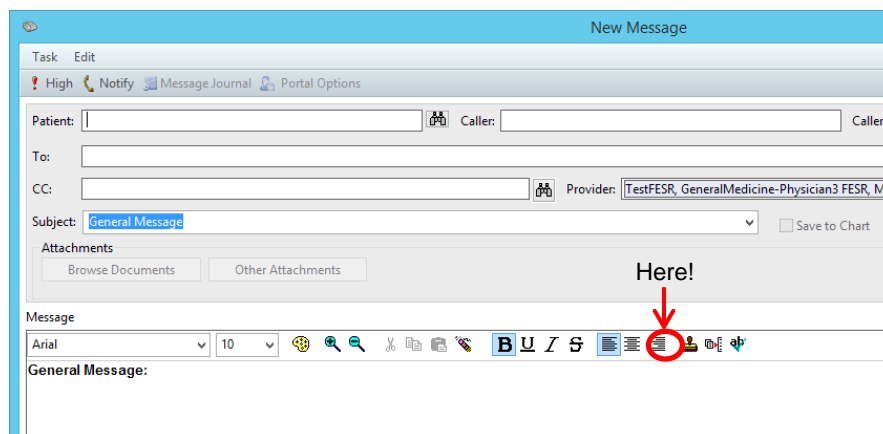 New Message
Task Edit
High Notify Message Journal Portal Options
Patient: Caller: Caller
To:
CC: Provider: TestFESR, GeneralMedicine-Physician3 FESR, M
Subject: General Message Save to Chart
Attachments
Browse Documents Other Attachments
Here!
Message
Arial 10 B U I S
General Message: